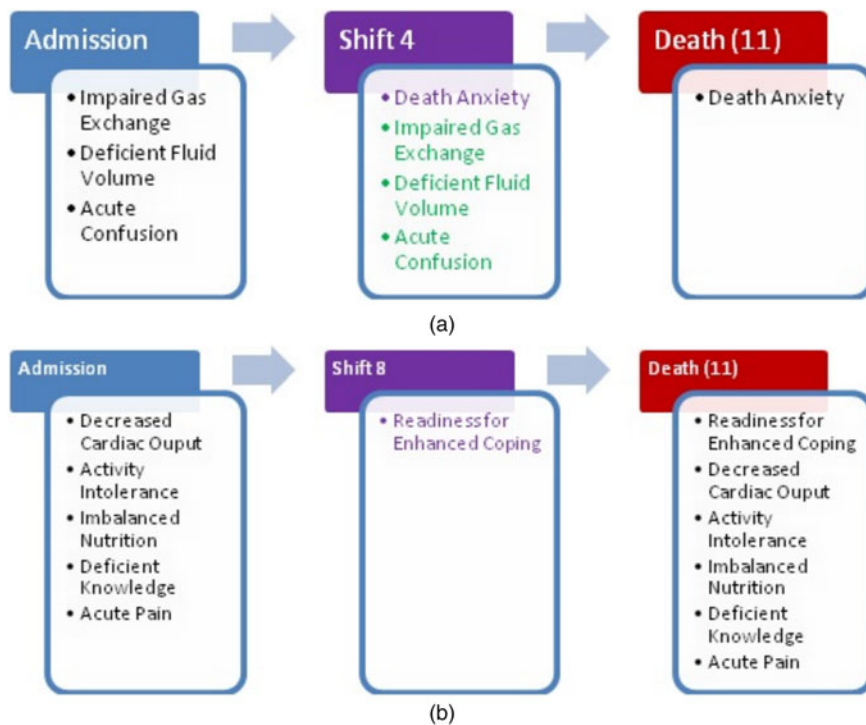 Admission
Shift 4
Death (11)
• Impaired Gas
Exchange
• Deficient Fluid
Volume
• Acute
Confusion
• Death Anxiety
• Impaired Gas
Exchange
• Deficient Fluid
Volume
• Acute
Confusion
• Death Anxiety
(a)
Admission
Shift 8
Death (11)
• Decreased
Cardiac Ouput
• Activity
Intolerance
• Imbalanced
Nutrition
• Deficient
Knowledge
• Acute Pain
• Readiness for
Enhanced Coping
• Readiness for
Enhanced Coping
• Decreased
Cardiac Ouput
• Activity
Intolerance
• Imbalanced
Nutrition
• Deficient
Knowledge
• Acute Pain
(b)